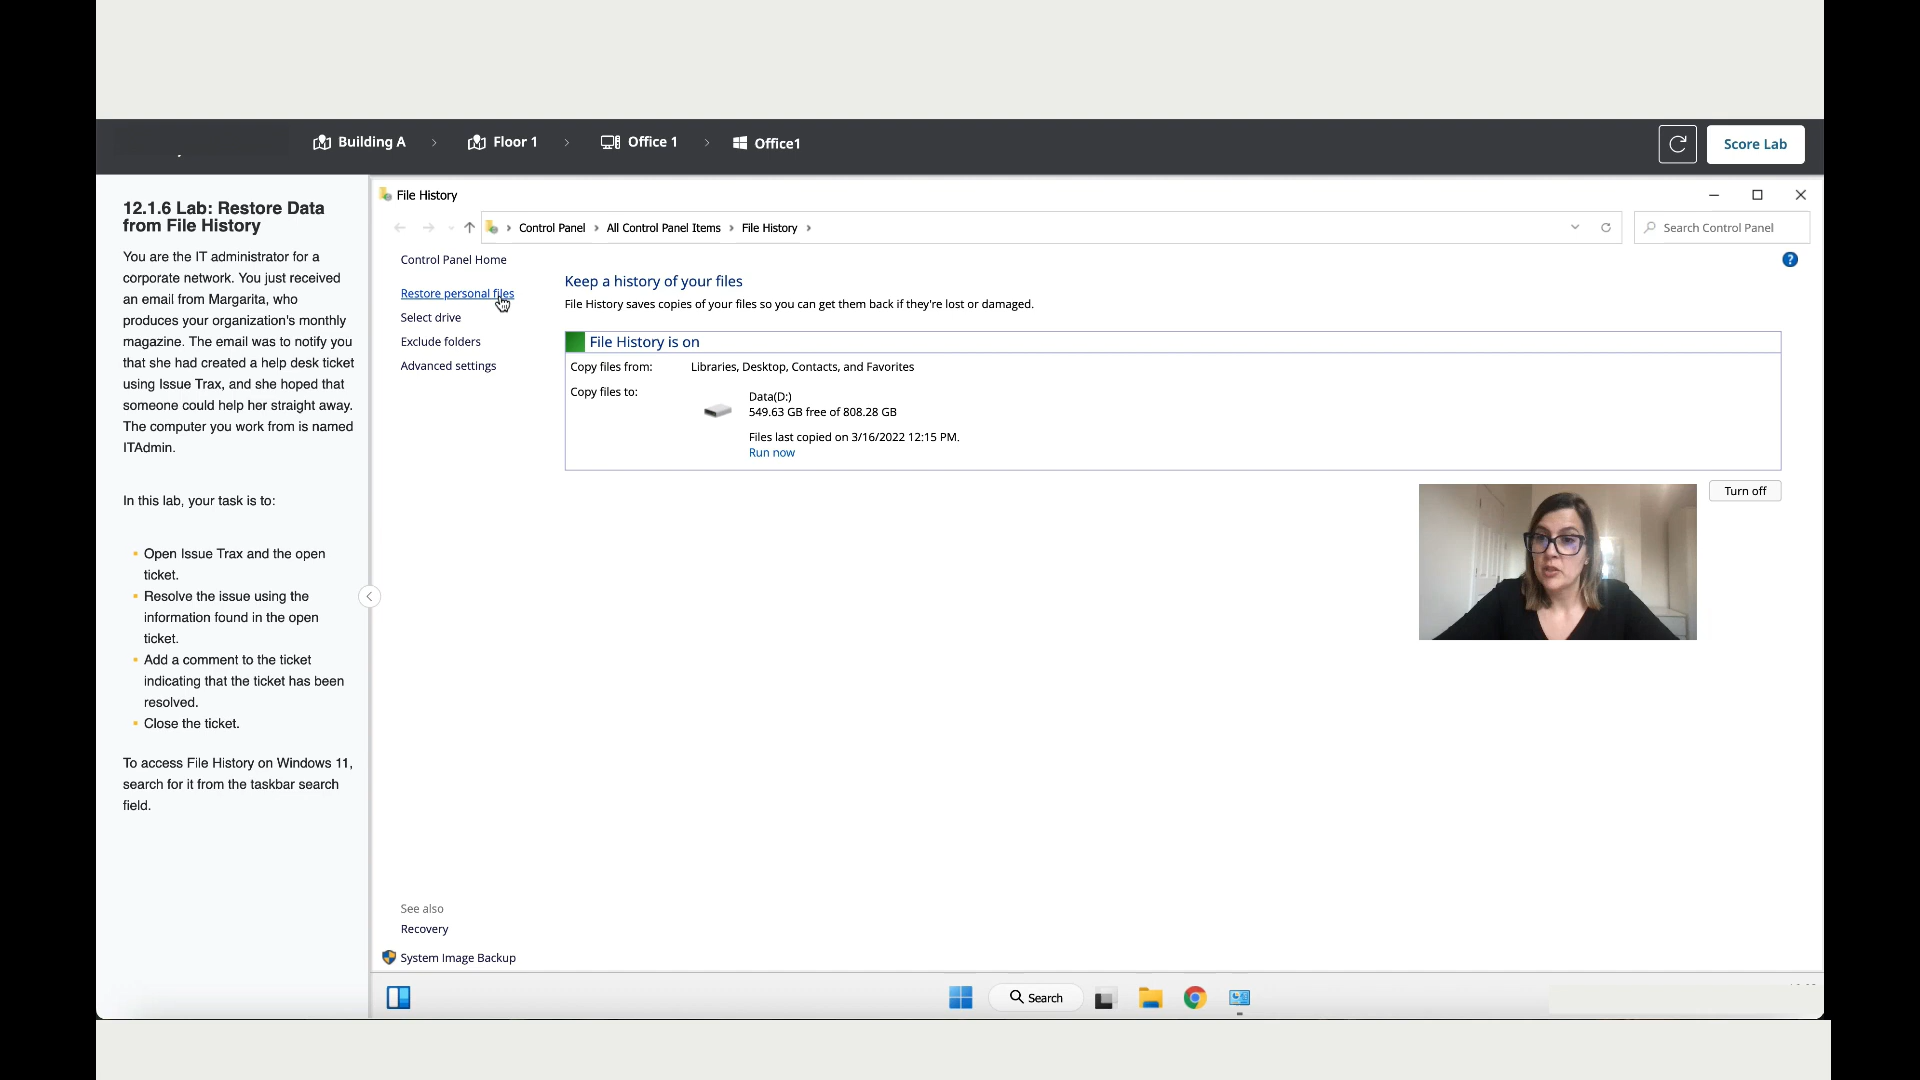 Building A
Floor 1
Office 1
Office1
Score Lab
12.1.6 Lab: Restore Data
from File History
You are the IT administrator for a
corporate network. You just received
an email from Margarita, who
produces your organization's monthly
magazine. The email was to notify you
that she had created a help desk ticket
using Issue Trax, and she hoped that
someone could help her straight away.
The computer you work from is named
ITAdmin.
In this lab, your task is to:
Open Issue Trax and the open
ticket.
Resolve the issue using the
information found in the open
ticket.
Add a comment to the ticket
indicating that the ticket has been
resolved.
Close the ticket.
To access File History on Windows 11,
search for it from the taskbar search
field.
File History
Control Panel > All Control Panel Items > File History >
Search Control Panel
Control Panel Home
Restore personal files
Select drive
Exclude folders
Advanced settings
Keep a history of your files
File History saves copies of your files so you can get them back if they're lost or damaged.
File History is on
Copy files from: Libraries, Desktop, Contacts, and Favorites
Copy files to:
Data(D:)
549.63 GB free of 808.28 GB
Files last copied on 3/16/2022 12:15 PM.
Run now
Turn off
See also
Recovery
System Image Backup
Search